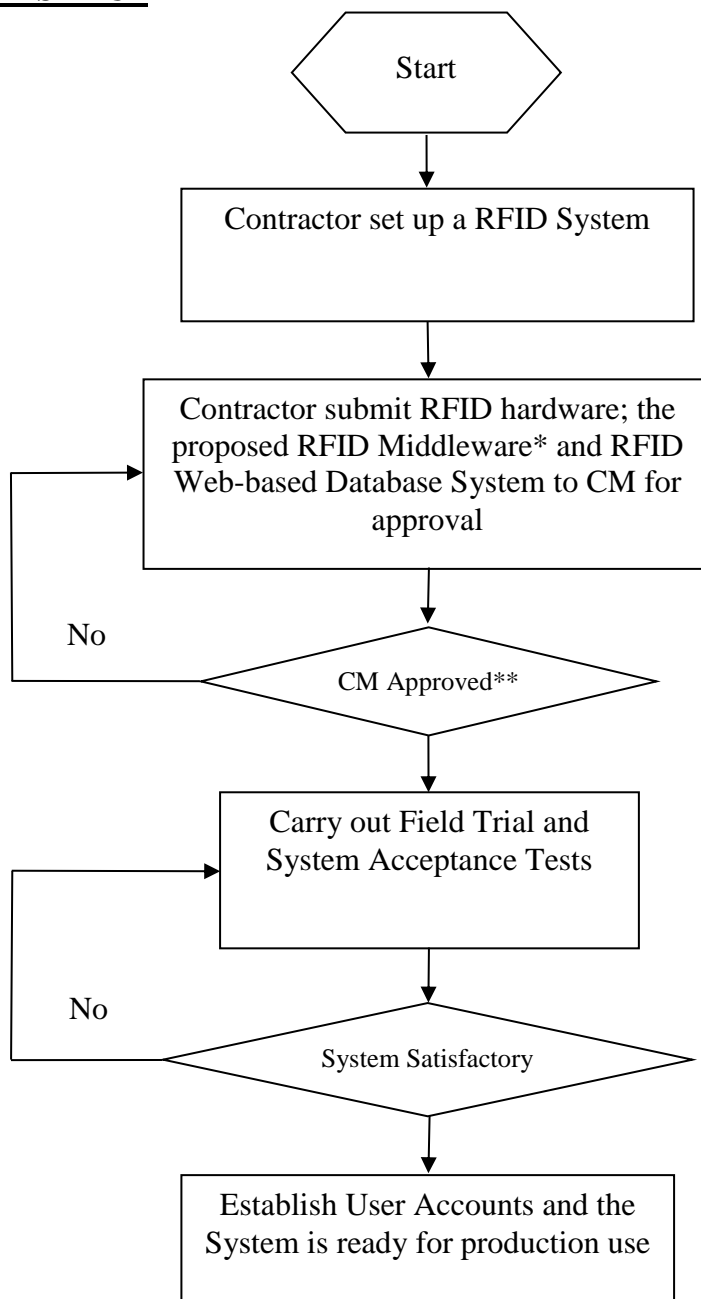 Start
Contractor set up a RFID System
Contractor submit RFID hardware; the
proposed RFID Middleware* and RFID
Web-based Database System to CM for
approval
No
CM Approved**
Carry out Field Trial and
System Acceptance Tests
No
System Satisfactory
Establish User Accounts and the
System is ready for production use